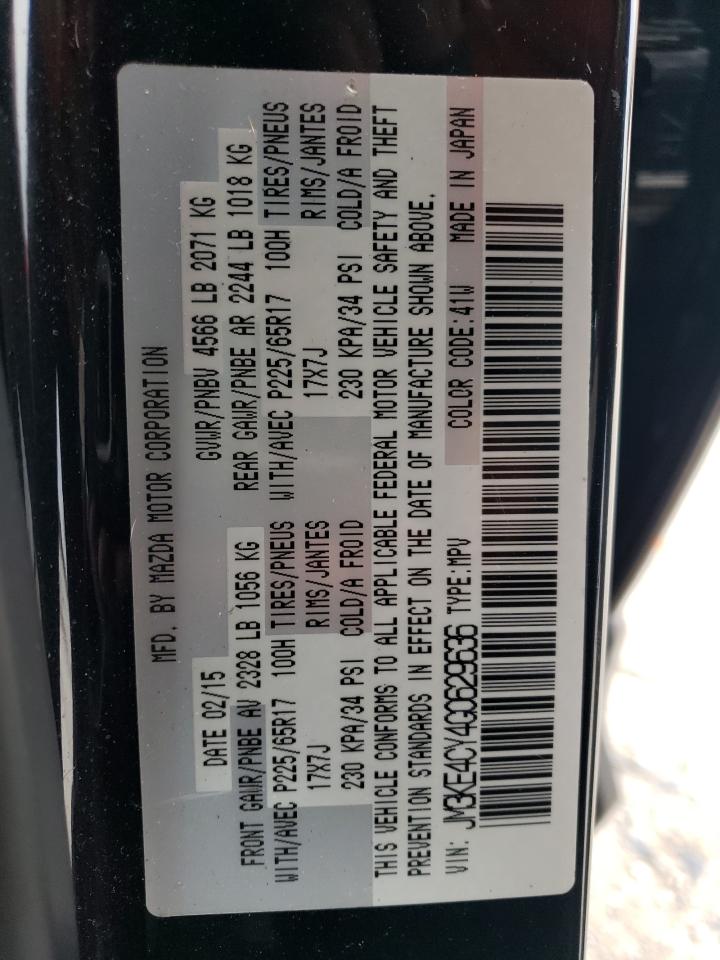 MFD. BY MAZDA MOTOR CORPORATION
DATE 02/15 GVWR/PNBV 4566 LB 2071 KG
FRONT GAWR/PNBE AV 2328 LB 1056 KG REAR GAWR/PNBE AR 2244 LB 1018 KG
WITH/AVEC P225/65R17 100H TIRES/PNEUS WITH/AVEC P225/65R17 100H TIRES/PNEUS
17X7J RIMS/JANTES 17X7J RIMS/JANTES
230 KPA/34 PSI COLD/A FROID 230 KPA/34 PSI COLD/A FROID
THIS VEHICLE CONFORMS TO ALL APPLICABLE FEDERAL MOTOR VEHICLE SAFETY AND THEFT
PREVENTION STANDARDS IN EFFECT ON THE DATE OF MANUFACTURE SHOWN ABOVE.
VIN: JM3KE4CY4G0629636 TYPE:MPV COLOR CODE:41W MADE IN JAPAN